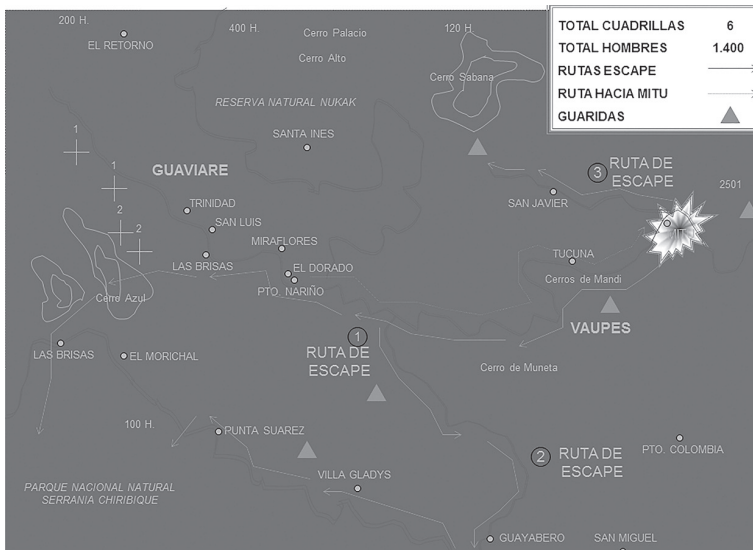 200 H.
EL RETORNO
400 H.
Cerro Palacio
Cerro Alto
120 H.
Cerro Sabana
TOTAL CUADRILLAS 6
TOTAL HOMBRES 1.400
RUTAS ESCAPE
RUTA HACIA MITU
GUARIDAS
RESERVA NATURAL NUKAK
SANTA INES
1
1
2
2
GUAVIARE
TRINIDAD
SAN LUIS
MIRAFLORES
LAS BRISAS
EL DORADO
PTO. NARIÑO
Cerro Azul
3
RUTA DE
ESCAPE
2501
SAN JAVIER
TUCUNA
Cerros de Mandi
VAUPES
LAS BRISAS
EL MORICHAL
1
RUTA DE
ESCAPE
Cerro de Muneta
100 H.
PUNTA SUAREZ
2
RUTA DE
ESCAPE
PTO. COLOMBIA
VILLA GLADYS
PARQUE NACIONAL NATURAL
SERRANIA CHIRIBIQUE
GUAYABERO
SAN MIGUEL